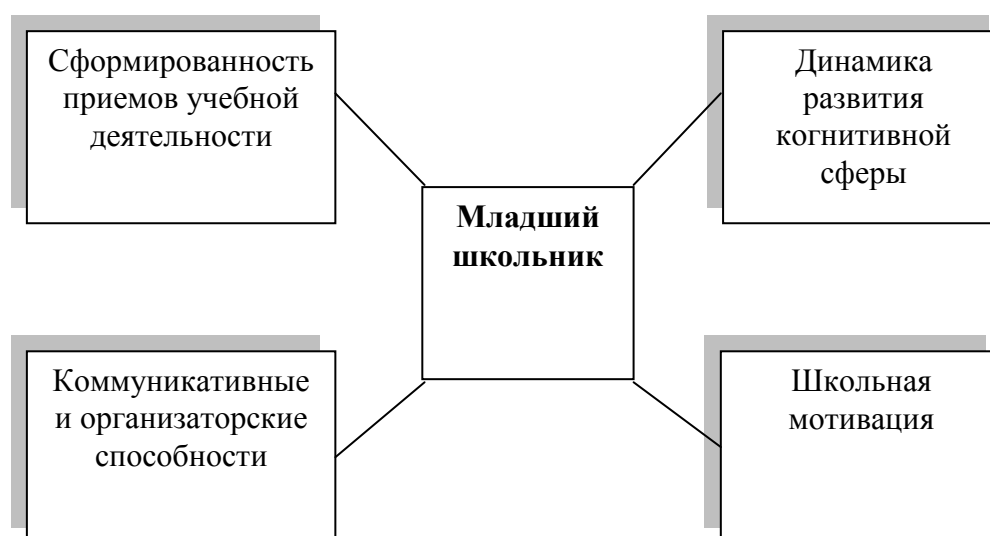 Сформированность
приемов учебной
деятельности
Динамика
развития
когнитивной
сферы
Младший
школьник
Коммуникативные
и организаторские
способности
Школьная
мотивация